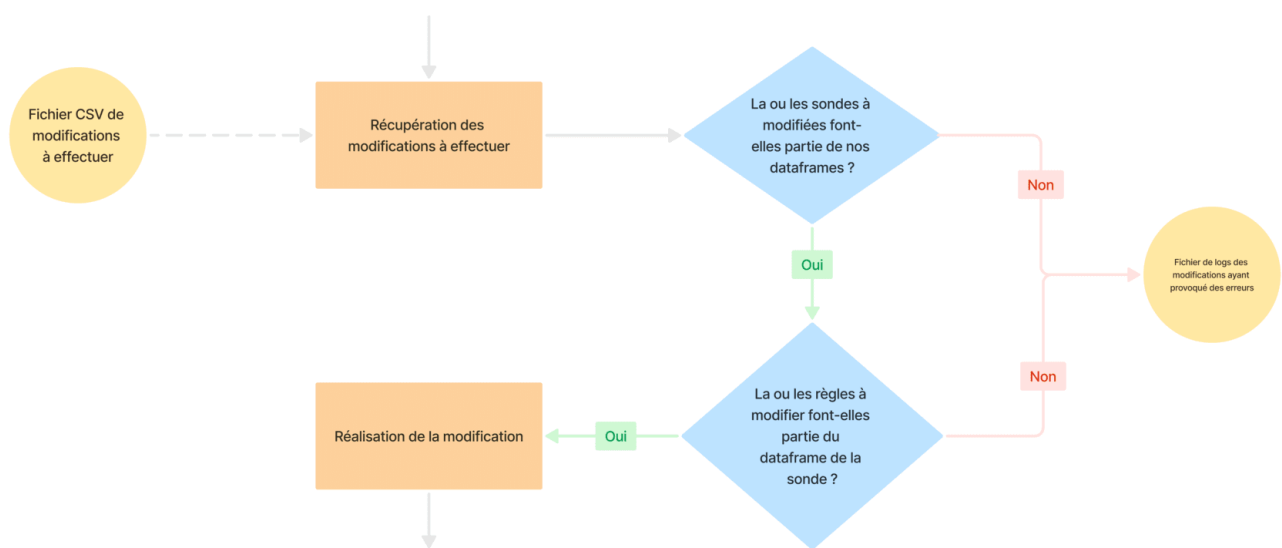 Fichier CSV de
modifications
à effectuer
Récupération des
modifications à effectuer
La ou les sondes à
modifiées font-
elles partie de nos
dataframes ?
Non
Oui
Fichier de logs des
modifications ayant
provoqué des erreurs
Non
La ou les règles à
modifier font-elles
partie du
dataframe de la
sonde ?
Oui
Réalisation de la modification